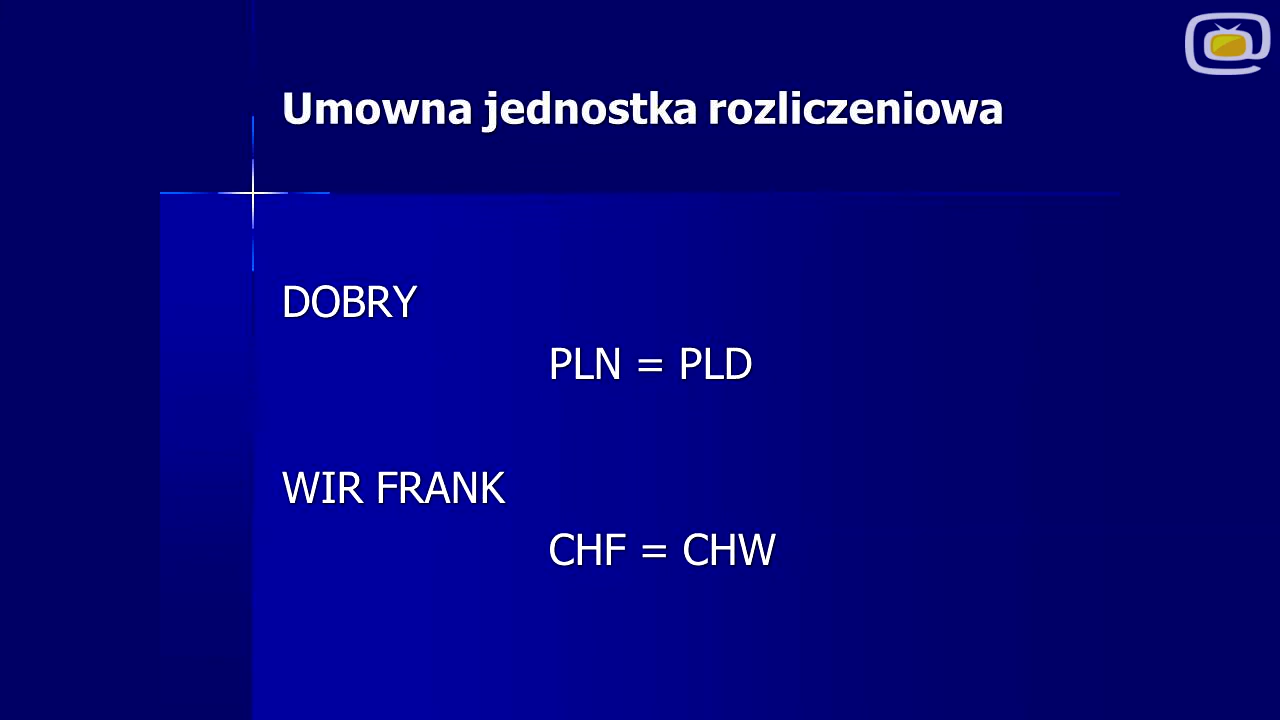 Umowna jednostka rozliczeniowa
DOBRY
PLN = PLD
WIR FRANK
CHF = CHW